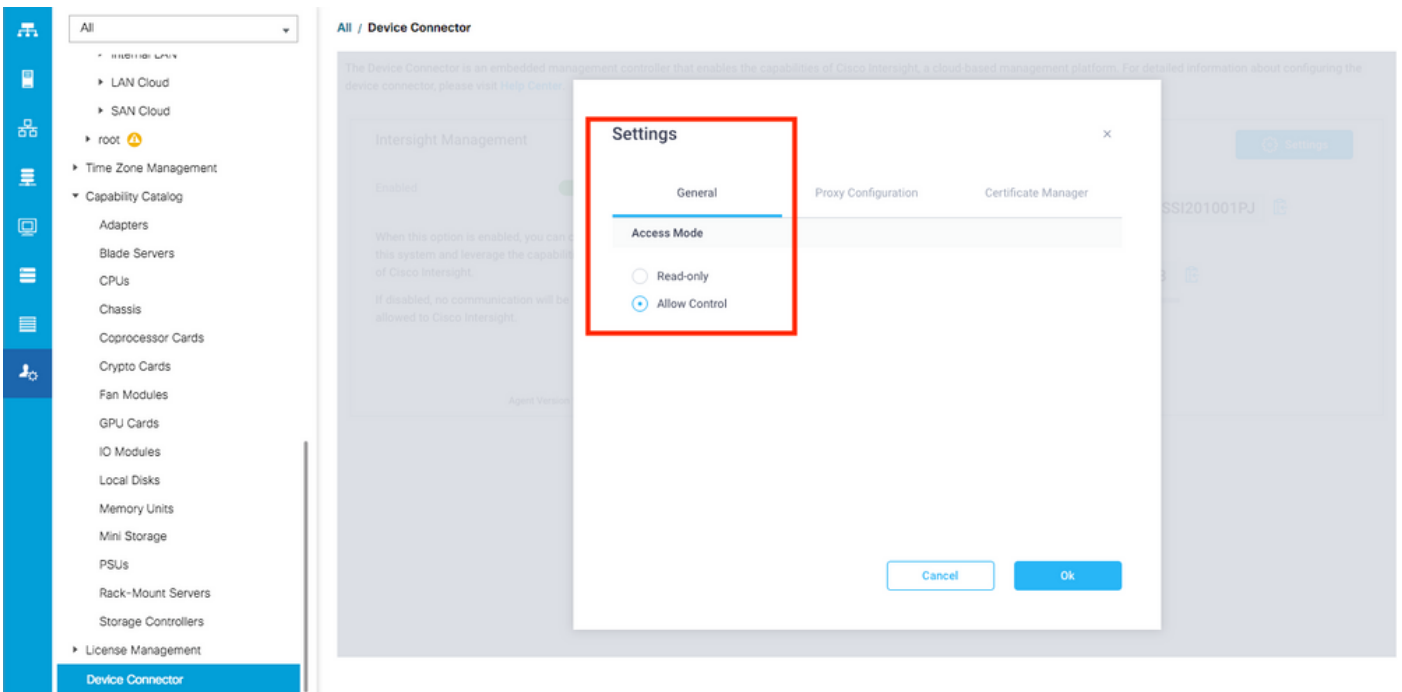 All
All / Device Connector
Internal LAN
LAN Cloud
SAN Cloud
root
Time Zone Management
Capability Catalog
Adapters
Blade Servers
CPUs
Chassis
Coprocessor Cards
Crypto Cards
Fan Modules
GPU Cards
IO Modules
Local Disks
Memory Units
Mini Storage
PSUs
Rack-Mount Servers
Storage Controllers
License Management
Device Connector
The Device Connector is an embedded management controller that enables the capabilities of Cisco Intersight, a cloud-based management platform. For detailed information about configuring the
device connector, please visit Help Center.
Intersight Management
Enabled
When this option is enabled, you can
this system and leverage the
of Cisco Intersight.
If disabled, no communication will be
allowed to Cisco Intersight.
Agent Version
Settings
SSI201001PJ
Settings
×
General
Proxy Configuration
Certificate Manager
Access Mode
Read-only
Allow Control
Cancel
Ok